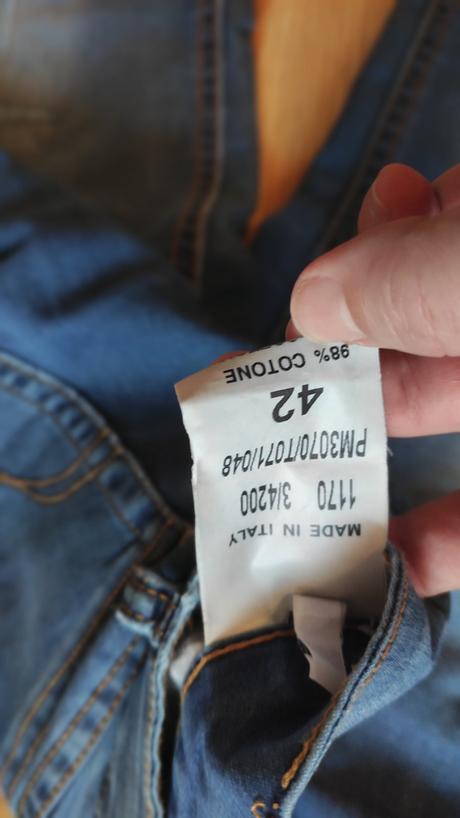 MADE IN ITALY
1170 3/4200
PM3070/T071/048
42
98% COTONE